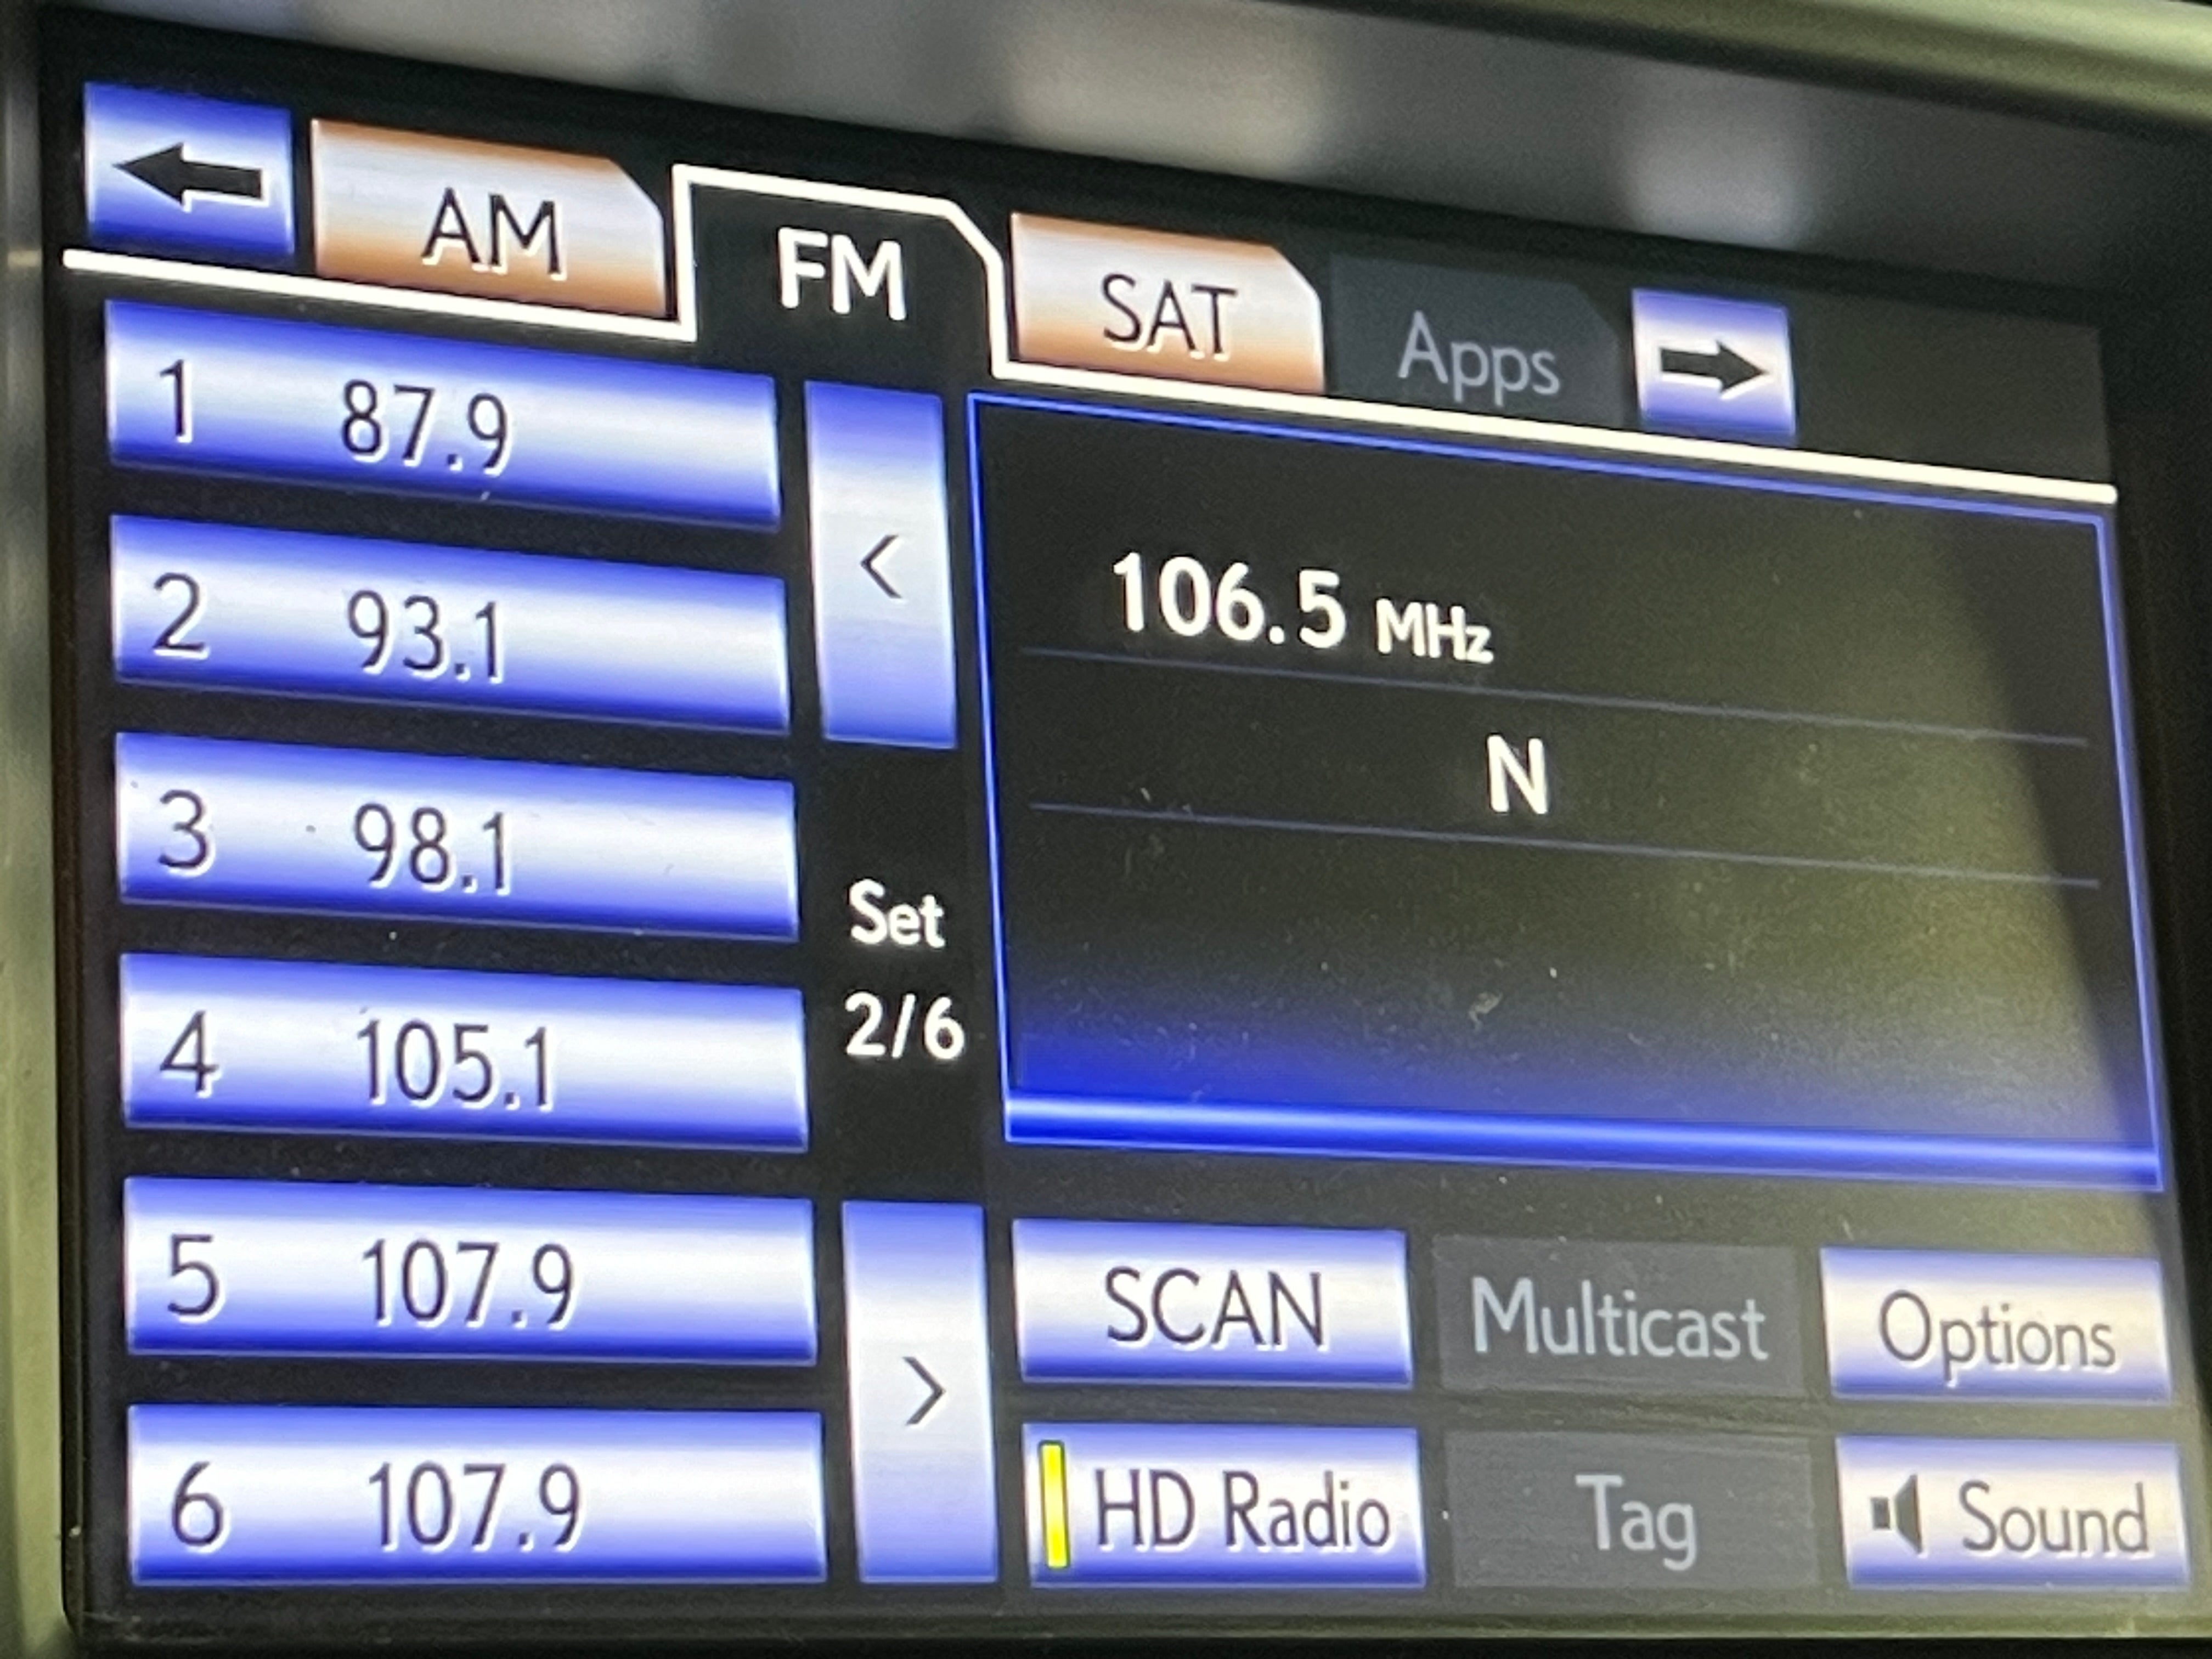 AM
FM
SAT
Apps
1 87.9
2 93.1
3 98.1
4 105.1
5 107.9
6 107.9
<
Set
2/6
>
106.5 MHz
N
SCAN
Multicast
Options
HD Radio
Tag
Sound